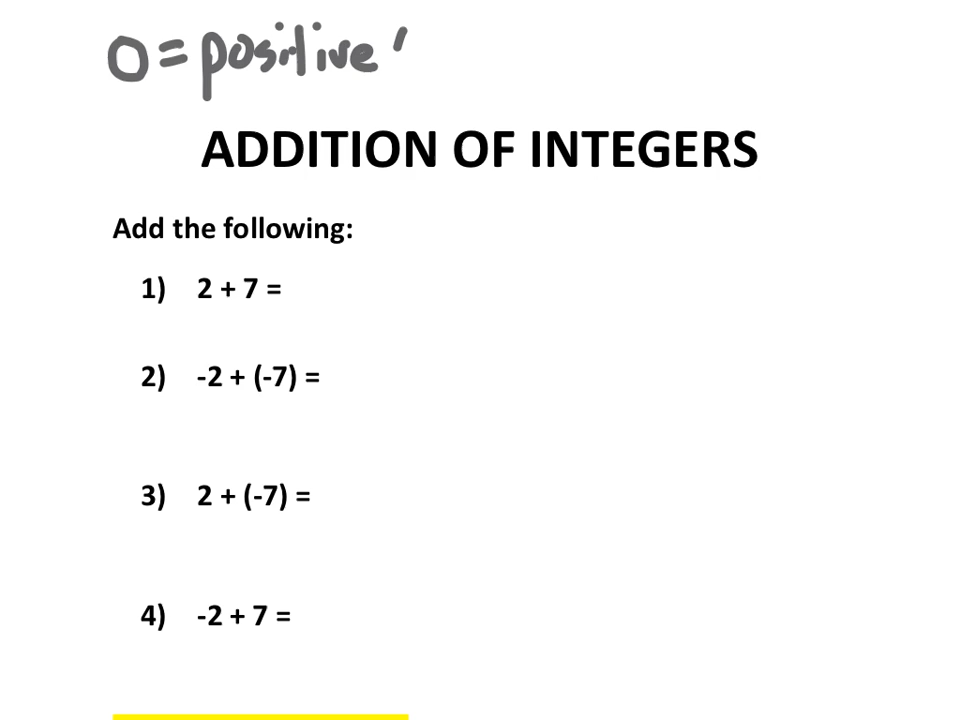 O = positive
ADDITION OF INTEGERS
Add the following:
1) 2 + 7 =
2) -2 + (-7) =
3) 2 + (-7) =
4) -2 + 7 =